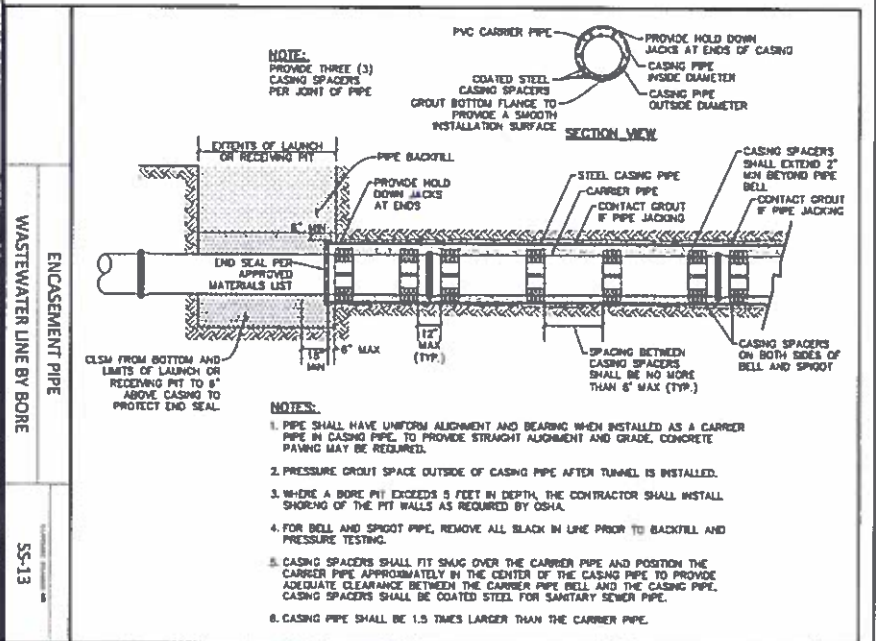 NOTE:
PROVIDE THREE (3)
CASING SPACERS
PER JOINT OF PIPE
PVC CARRIER PIPE
PROVIDE HOLD DOWN
JACKS AT ENDS OF CASING
CASING PIPE
INSIDE DIAMETER
CASING PIPE
OUTSIDE DIAMETER
COATED STEEL
CASING SPACERS
GROUT BOTTOM FLANGE TO
PROVIDE A SMOOTH
INSTALLATION SURFACE
SECTION VIEW
EXTENTS OF LAUNCH
OR RECEIVING PIT
PIPE BACKFILL
PROVIDE HOLD
DOWN JACKS
AT ENDS
STEEL CASING PIPE
CARRIER PIPE
CONTACT GROUT
IF PIPE JACKING
CASING SPACERS
SHALL EXTEND 2"
MIN BEYOND PIPE
BELL
CONTACT GROUT
IF PIPE JACKING
MIN
END SEAL PER
APPROVED
MATERIALS LIST
CLSM FROM BOTTOM AND
LIMITS OF LAUNCH OR
RECEIVING PIT TO 6"
ABOVE CASING TO
PROTECT END SEAL.
MIN
6" MAX
12"
MAX
(TYP.)
SPACING BETWEEN
CASING SPACERS
SHALL BE NO MORE
THAN MAX (TYP.)
CASING SPACERS
ON BOTH SIDES OF
BELL AND SPIGOT
NOTES:
1. PIPE SHALL HAVE UNIFORM ALIGNMENT AND BEARING WHEN INSTALLED AS A CARRIER
PIPE IN CASING PIPE. TO PROVIDE STRAIGHT ALIGNMENT AND GRADE, CONCRETE
PAVING MAY BE REQUIRED.
2. PRESSURE GROUT SPACE OUTSIDE OF CASING PIPE AFTER TUNNEL IS INSTALLED.
3. WHERE A BORE PIT EXCEEDS 5 FEET IN DEPTH, THE CONTRACTOR SHALL INSTALL
SHORING OF THE PIT WALLS AS REQUIRED BY OSHA.
4. FOR BELL AND SPIGOT PIPE, REMOVE ALL SLACK IN LINE PRIOR TO BACKFILL AND
PRESSURE TESTING.
5. CASING SPACERS SHALL FIT SNUG OVER THE CARRIER PIPE AND POSITION THE
CARRIER PIPE APPROXIMATELY IN THE CENTER OF THE CASING PIPE TO PROVIDE
ADEQUATE CLEARANCE BETWEEN THE CARRIER PIPE BELL AND THE CASING PIPE.
CASING SPACERS SHALL BE COATED STEEL FOR SANITARY SEWER PIPE.
6. CASING PIPE SHALL BE 1.5 TIMES LARGER THAN THE CARRIER PIPE.
ENCASEMENT PIPE
WASTEWATER LINE BY BORE
SS-13